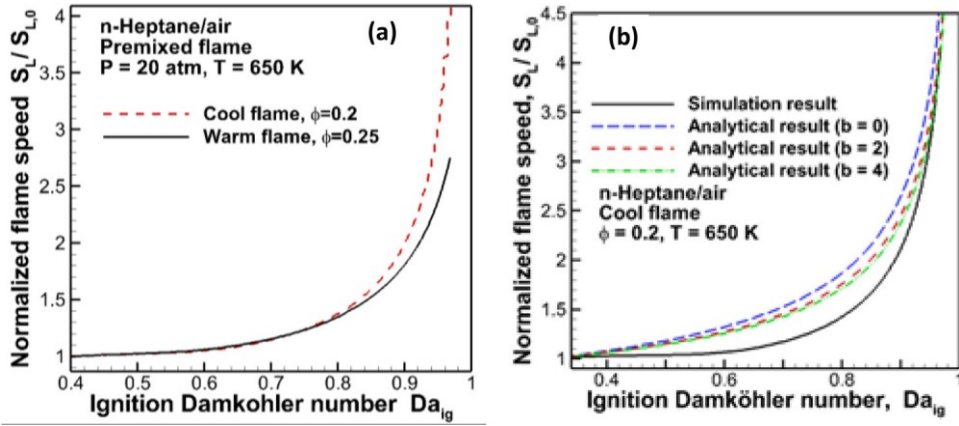 (a)
n-Heptane/air
Premixed flame
P = 20 atm, T = 650 K
Cool flame, ϕ=0.2
Warm flame, ϕ=0.25
Normalized flame speed S_L/ S_L,0
4
3.5
3
2.5
2
1.5
1
0.4 0.5 0.6 0.7 0.8 0.9 1
Ignition Damkohler number Da_ig
(b)
Simulation result
Analytical result (b = 0)
Analytical result (b = 2)
Analytical result (b = 4)
n-Heptane/air
Cool flame
ϕ = 0.2, T = 650 K
Normalized flame speed, S_L/ S_L,0
4.5
4
3.5
3
2.5
2
1.5
1
0.4 0.6 0.8 1
Ignition Damköhler number, Da_ig